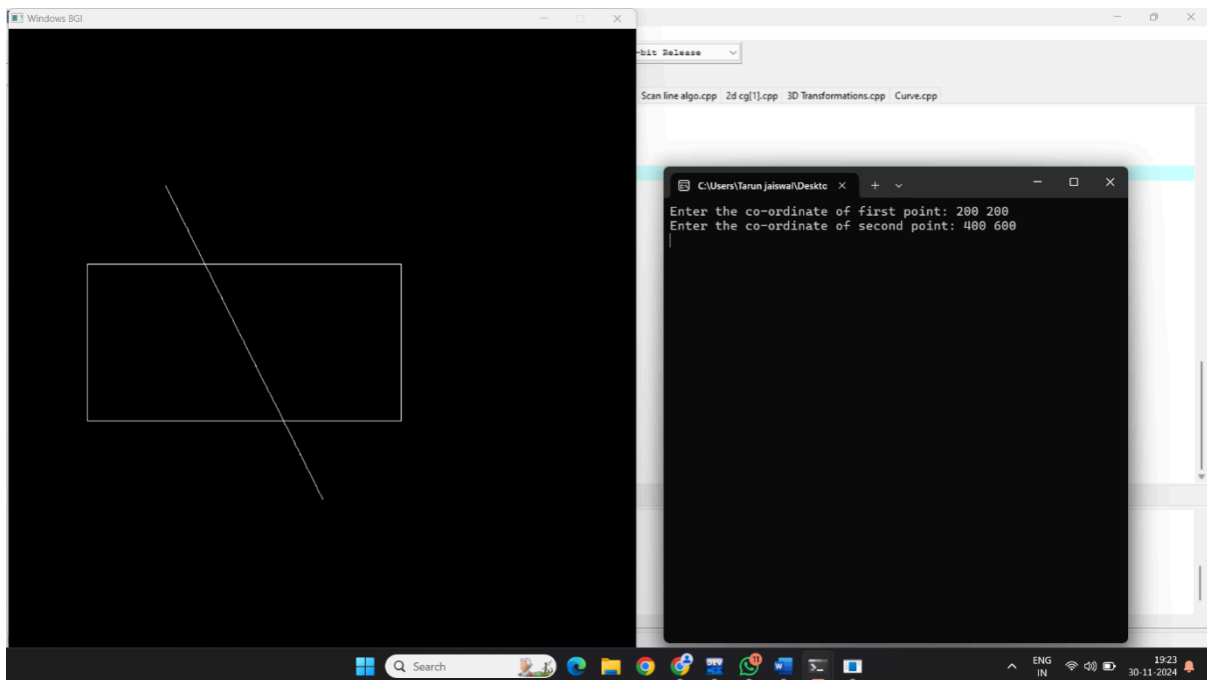 Windows BGI
-bit Release
Scan line algo.cpp 2d cg[1].cpp 3D Transformations.cpp Curve.cpp
C:\Users\Tarun jaiswal\Deskto
Enter the co-ordinate of first point: 200 200
Enter the co-ordinate of second point: 400 600
Search
DEV
11
W
ENG
IN
19:23
30-11-2024